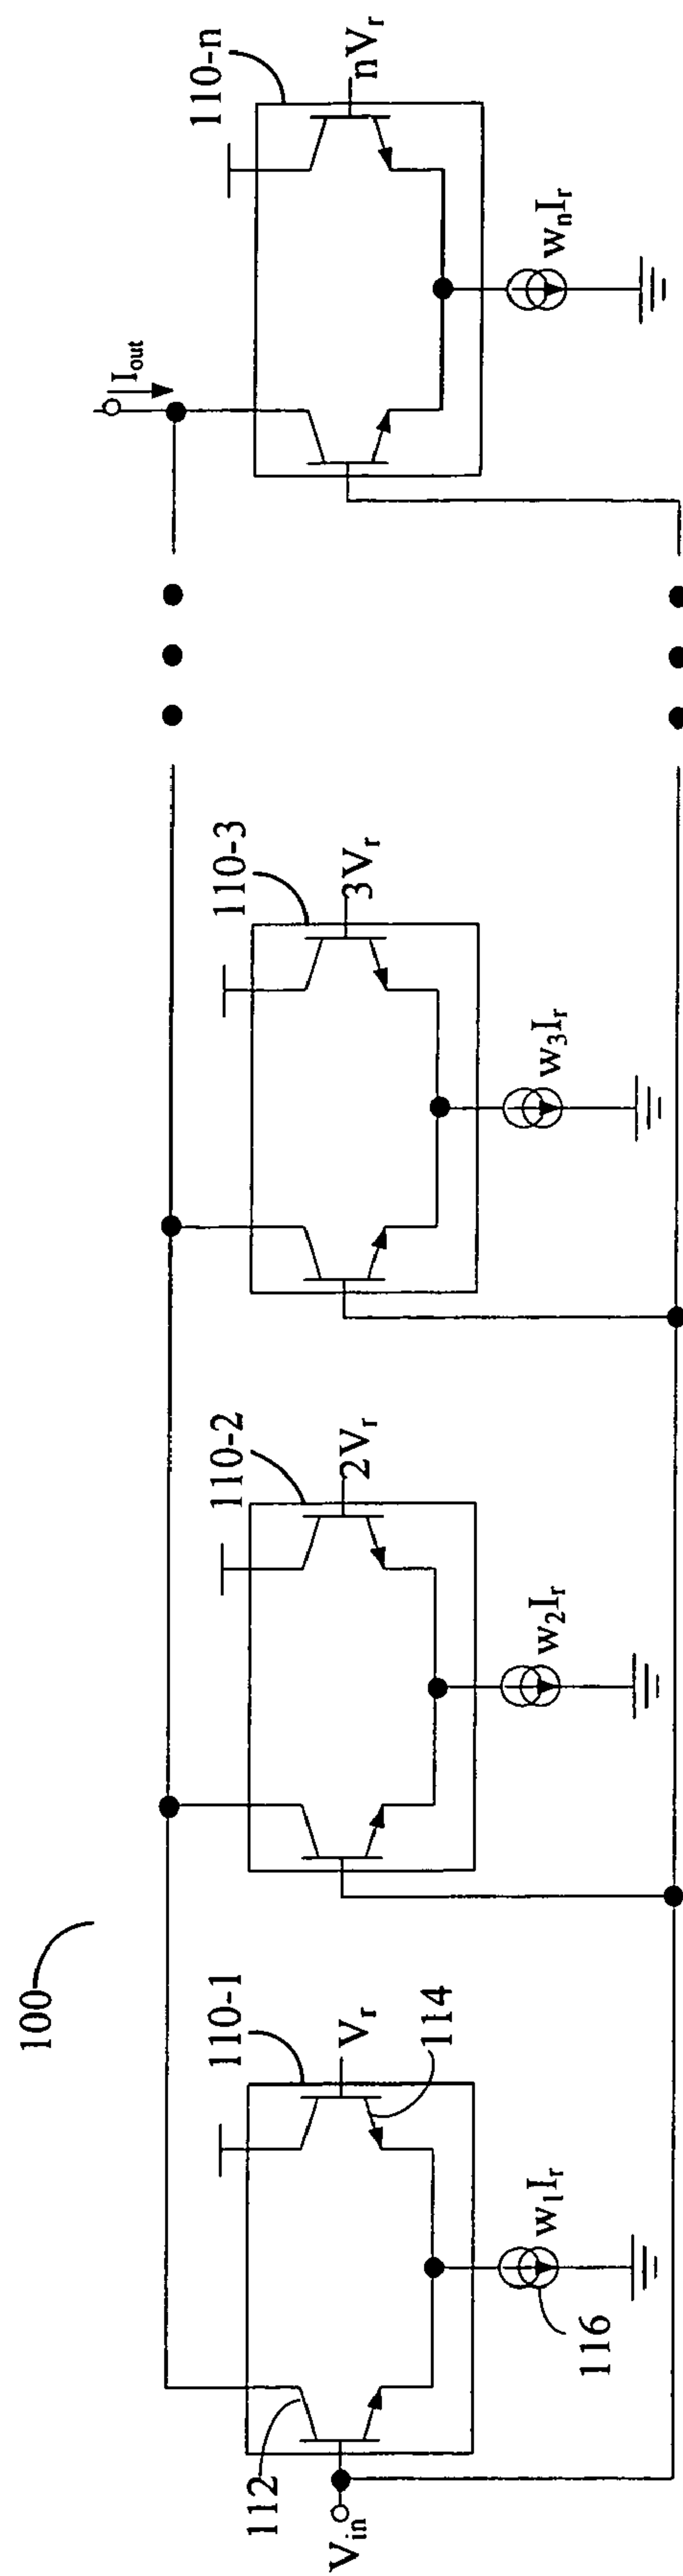 100
110-1
110-2
110-3
110-n
I_out
V_in
112
V_r
114
2V_r
3V_r
nV_r
116
w_1I_r
w_2I_r
w_3I_r
w_nI_r